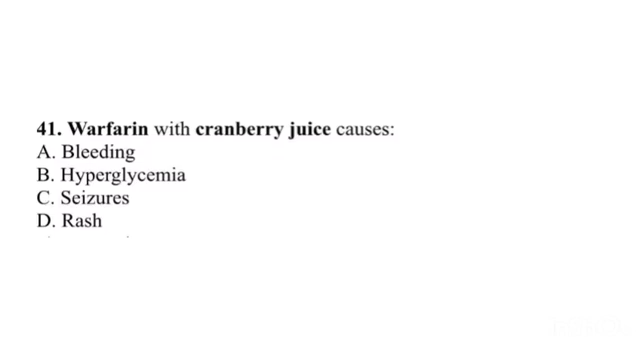 41. Warfarin with cranberry juice causes:
A. Bleeding
B. Hyperglycemia
C. Seizures
D. Rash